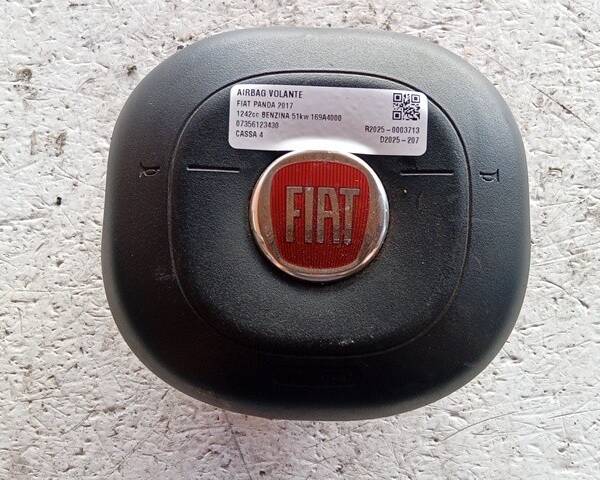 AIRBAG VOLANTE
FIAT PANDA 2017
1242cc BENZINA 51kw 169A4000
07356123430
CASSA 4
R2025-0003713
D2025-207
FIAT